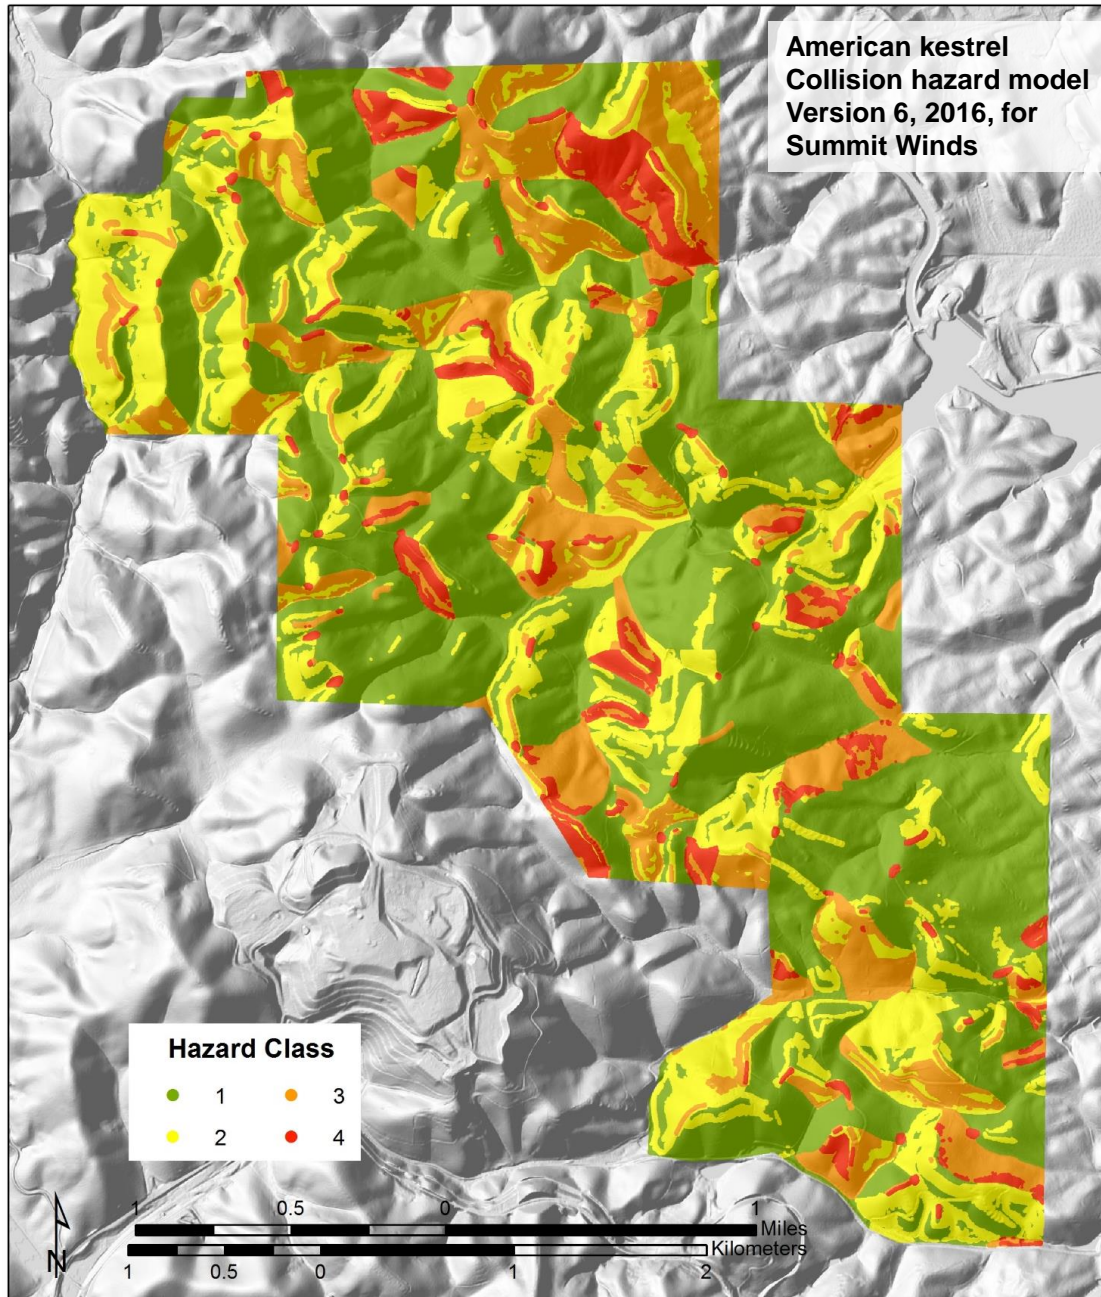 American kestrel
Collision hazard model
Version 6, 2016, for
Summit Winds
Hazard Class
1 3
2 4
1 0.5 0 1
Miles
Kilometers
1 0.5 0 1 2
N